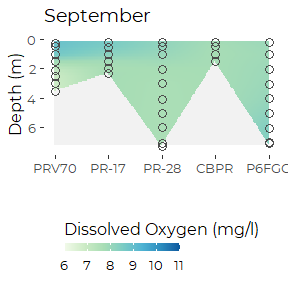 September
Depth (m)
0
2
4
6
PRV70 PR-17 PR-28 CBPR P6FGC
Dissolved Oxygen (mg/l)
6 7 8 9 10 11